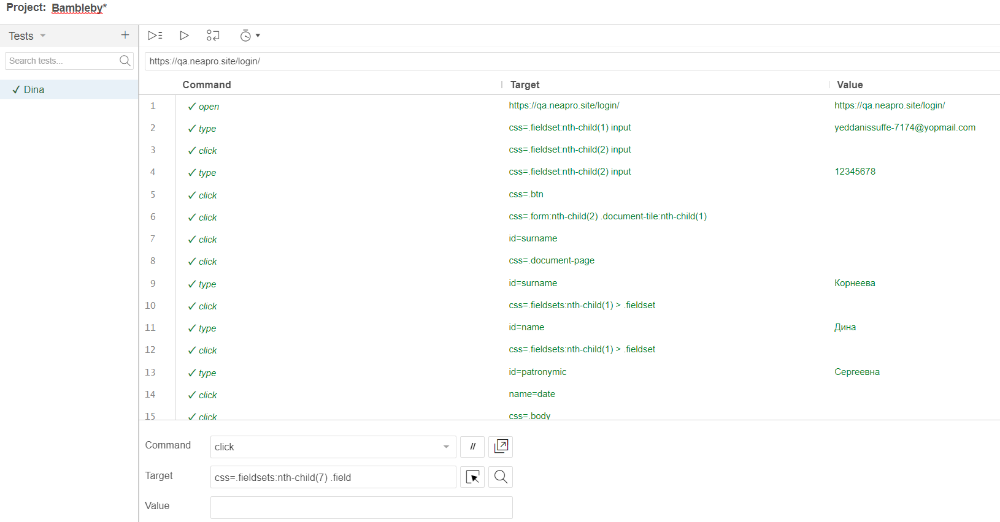 Project: Bambleby*
Tests
Search tests...
✓ Dina
https://qa.neapro.site/login/
Command Target Value
1 ✓ open https://qa.neapro.site/login/ https://qa.neapro.site/login/
2 ✓ type css=.fieldset:nth-child(1) input yeddanissuffe-7174@yopmail.com
3 ✓ click css=.fieldset:nth-child(2) input
4 ✓ type css=.fieldset:nth-child(2) input 12345678
5 ✓ click css=.btn
6 ✓ click css=.form:nth-child(2) .document-tile:nth-child(1)
7 ✓ click id=surname
8 ✓ click css=.document-page
9 ✓ type id=surname Корнеева
10 ✓ click css=.fieldsets:nth-child(1) > .fieldset
11 ✓ type id=name Дина
12 ✓ click css=.fieldsets:nth-child(1) > .fieldset
13 ✓ type id=patronymic Сергеевна
14 ✓ click name=date
15 ✓ click css=.body
Command click //
Target css=.fieldsets:nth-child(7) .field
Value